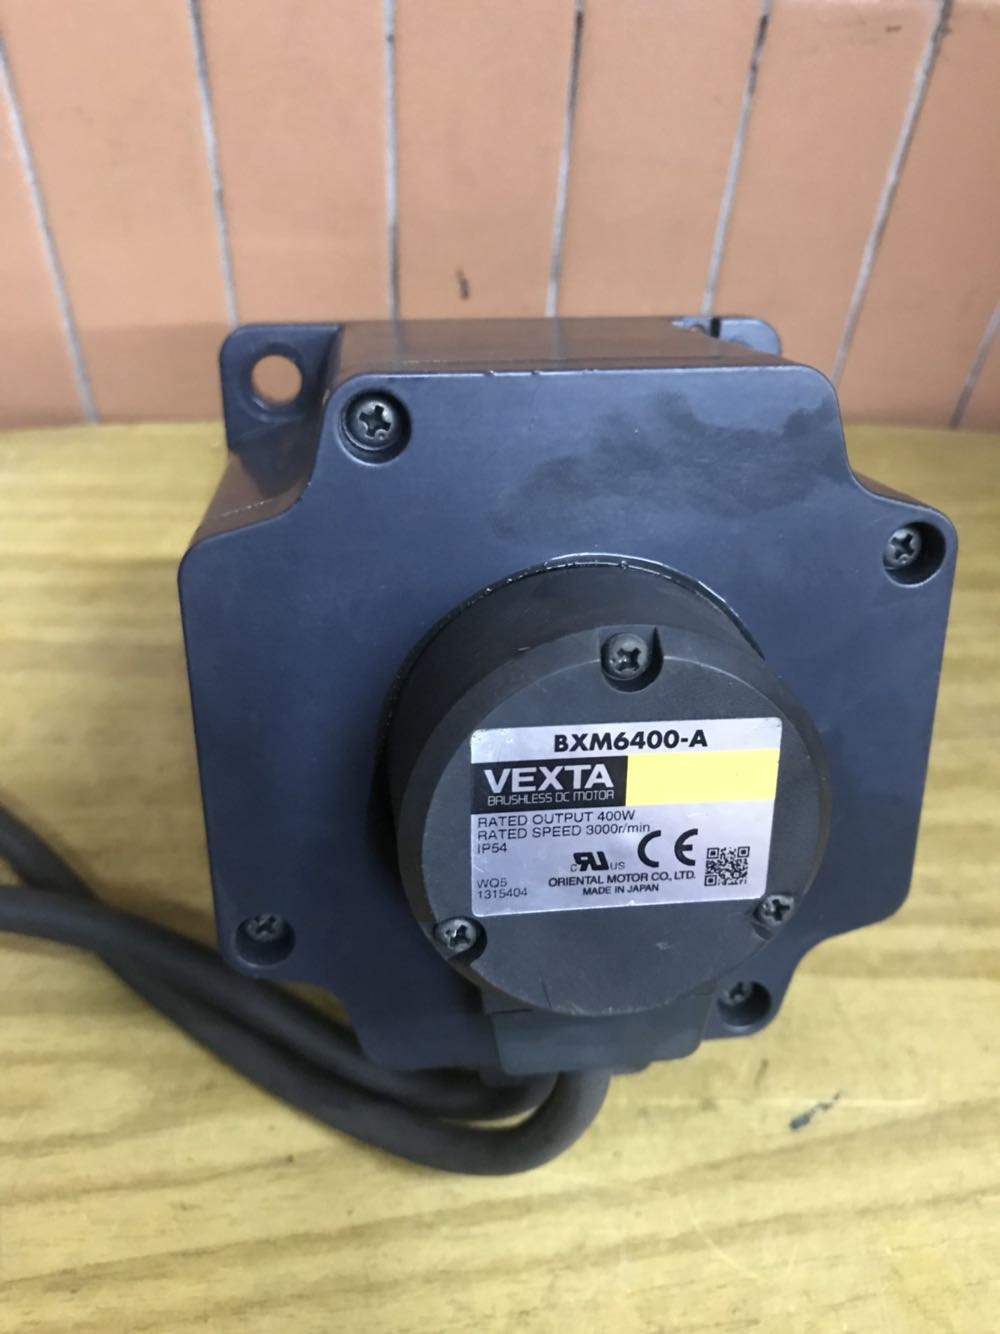 BXM6400-A
VEXTA
BRUSHLESS DC MOTOR
RATED OUTPUT 400W
RATED SPEED 3000r/min
IP54
c RU US CE
WQ5
1315404
ORIENTAL MOTOR CO., LTD.
MADE IN JAPAN